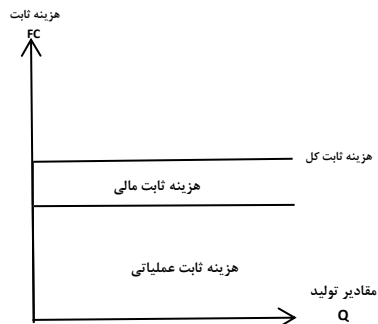 هزینه ثابت
FC
هزینه ثابت کل
هزینه ثابت مالی
هزینه ثابت عملیاتی
مقادیر تولید
Q